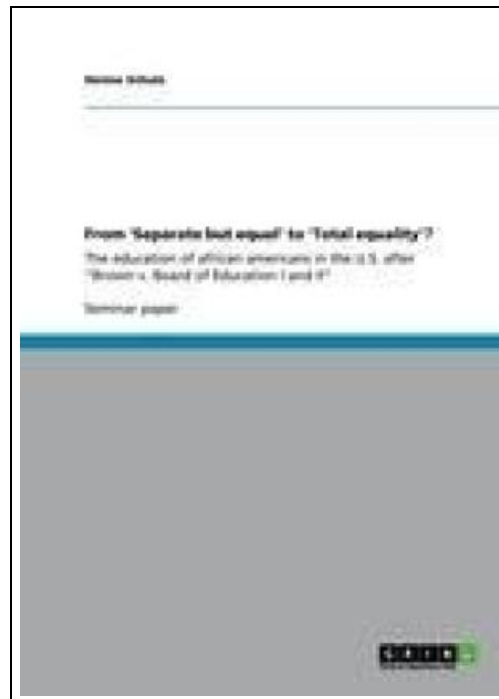 From 'Separate but equal' to 'Total equality'?
The education of african americans in the U.S. after
"Brown v. Board of Education I and II"
Seminar paper
GRIN